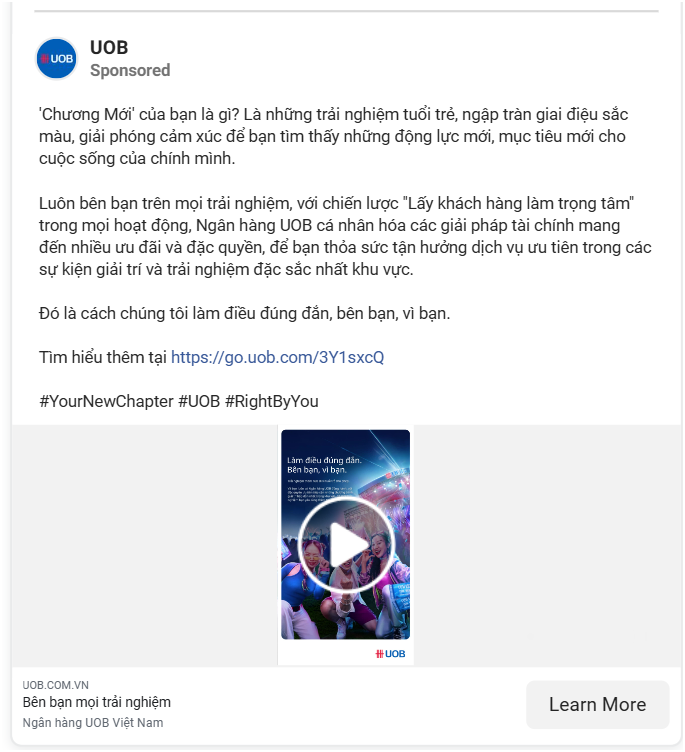 UOB
UOB
Sponsored
'Chương Mới' của bạn là gì? Là những trải nghiệm tuổi trẻ, ngập tràn giai điệu sắc
màu, giải phóng cảm xúc để bạn tìm thấy những động lực mới, mục tiêu mới cho
cuộc sống của chính mình.
Luôn bên bạn trên mọi trải nghiệm, với chiến lược "Lấy khách hàng làm trọng tâm"
trong mọi hoạt động, Ngân hàng UOB cá nhân hóa các giải pháp tài chính mang
đến nhiều ưu đãi và đặc quyền, để bạn thỏa sức tận hưởng dịch vụ ưu tiên trong các
sự kiện giải trí và trải nghiệm đặc sắc nhất khu vực.
Đó là cách chúng tôi làm điều đúng đắn, bên bạn, vì bạn.
Tìm hiểu thêm tại https://go.uob.com/3Y1sxcQ
#YourNewChapter #UOB #RightByYou
Làm điều đúng đắn.
Bên bạn, vì bạn.
UOB
UOB.COM.VN
Bên bạn mọi trải nghiệm
Ngân hàng UOB Việt Nam
Learn More